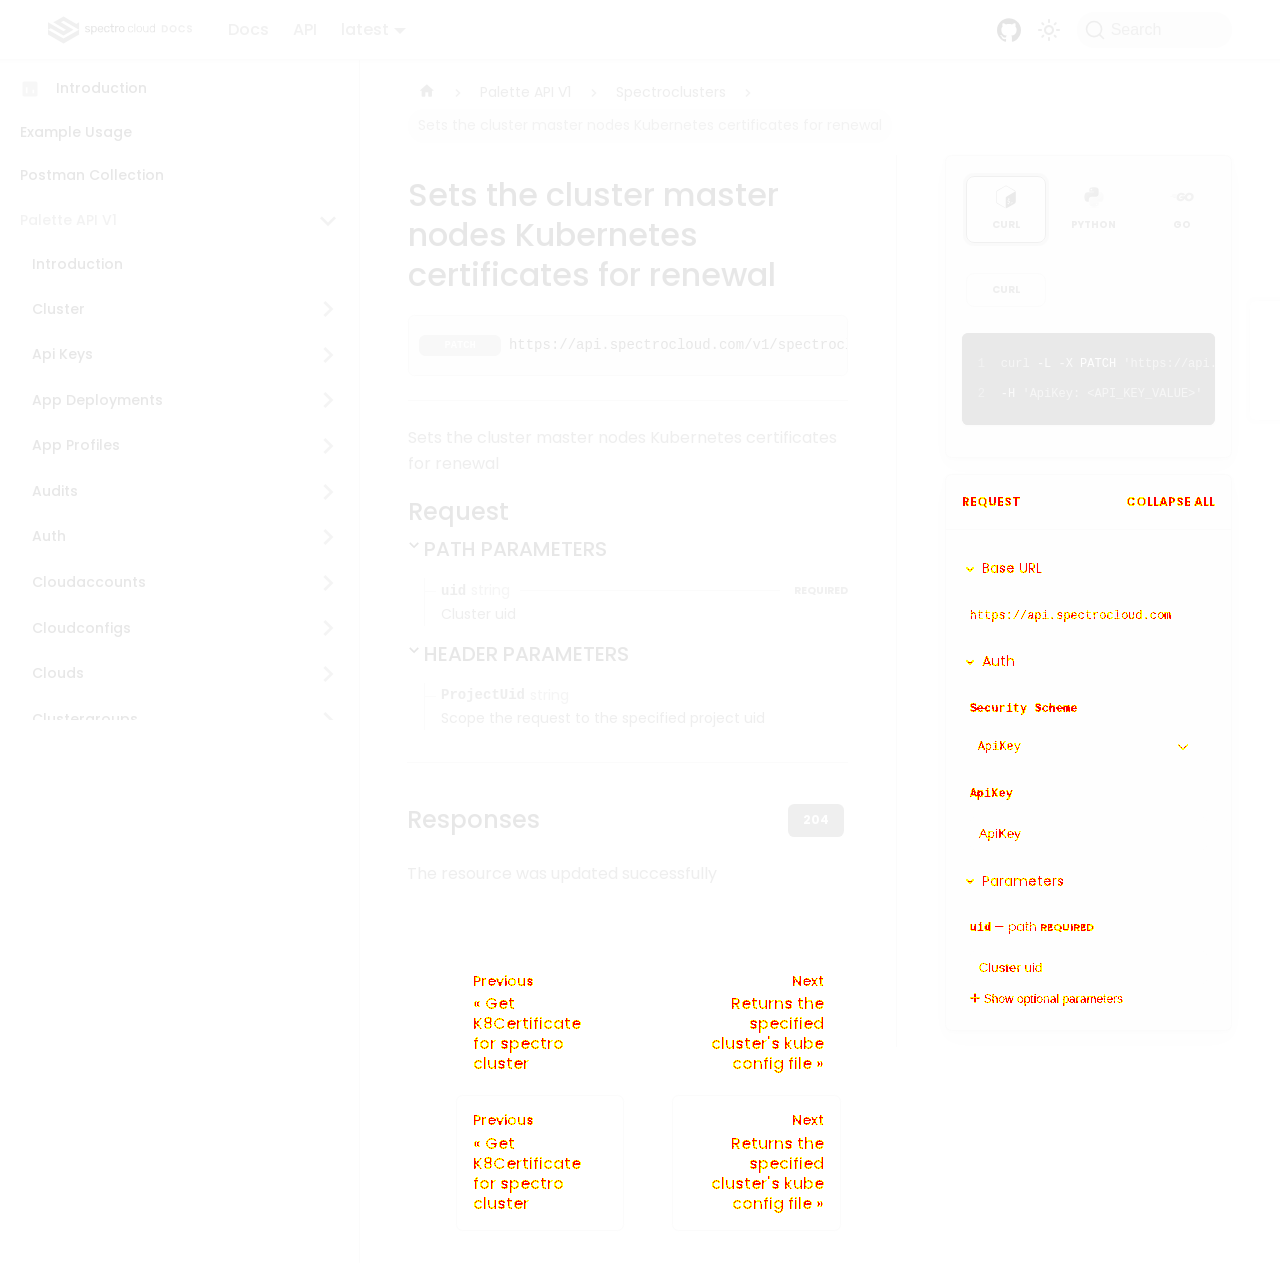 spectro cloud DOCS
Docs
API
latest
Search
Introduction
Example Usage
Postman Collection
Palette API V1
Introduction
Cluster
Api Keys
App Deployments
App Profiles
Audits
Auth
Cloudaccounts
Cloudconfigs
Clouds
Clustergroups
Palette API V1
Spectroclusters
Sets the cluster master nodes Kubernetes certificates for renewal
Sets the cluster master
nodes Kubernetes
certificates for renewal
PATCH
https://api.spectrocloud.com/v1/spectroc
Sets the cluster master nodes Kubernetes certificates
for renewal
Request
PATH PARAMETERS
uid string REQUIRED
Cluster uid
HEADER PARAMETERS
ProjectUid string
Scope the request to the specified project uid
Responses
204
The resource was updated successfully
Previous
« Get
K8Certificate
for spectro
cluster
Next
Returns the
specified
cluster's kube
config file »
Previous
« Get
K8Certificate
for spectro
cluster
Next
Returns the
specified
cluster's kube
config file »
CURL
PYTHON
GO
CURL
1 curl -L -X PATCH 'https://api.
2 -H 'ApiKey: <API_KEY_VALUE>'
REQUEST
COLLAPSE ALL
Base URL
https://api.spectrocloud.com
Auth
Security Scheme
ApiKey
ApiKey
ApiKey
Parameters
uid — path REQUIRED
Cluster uid
Show optional parameters